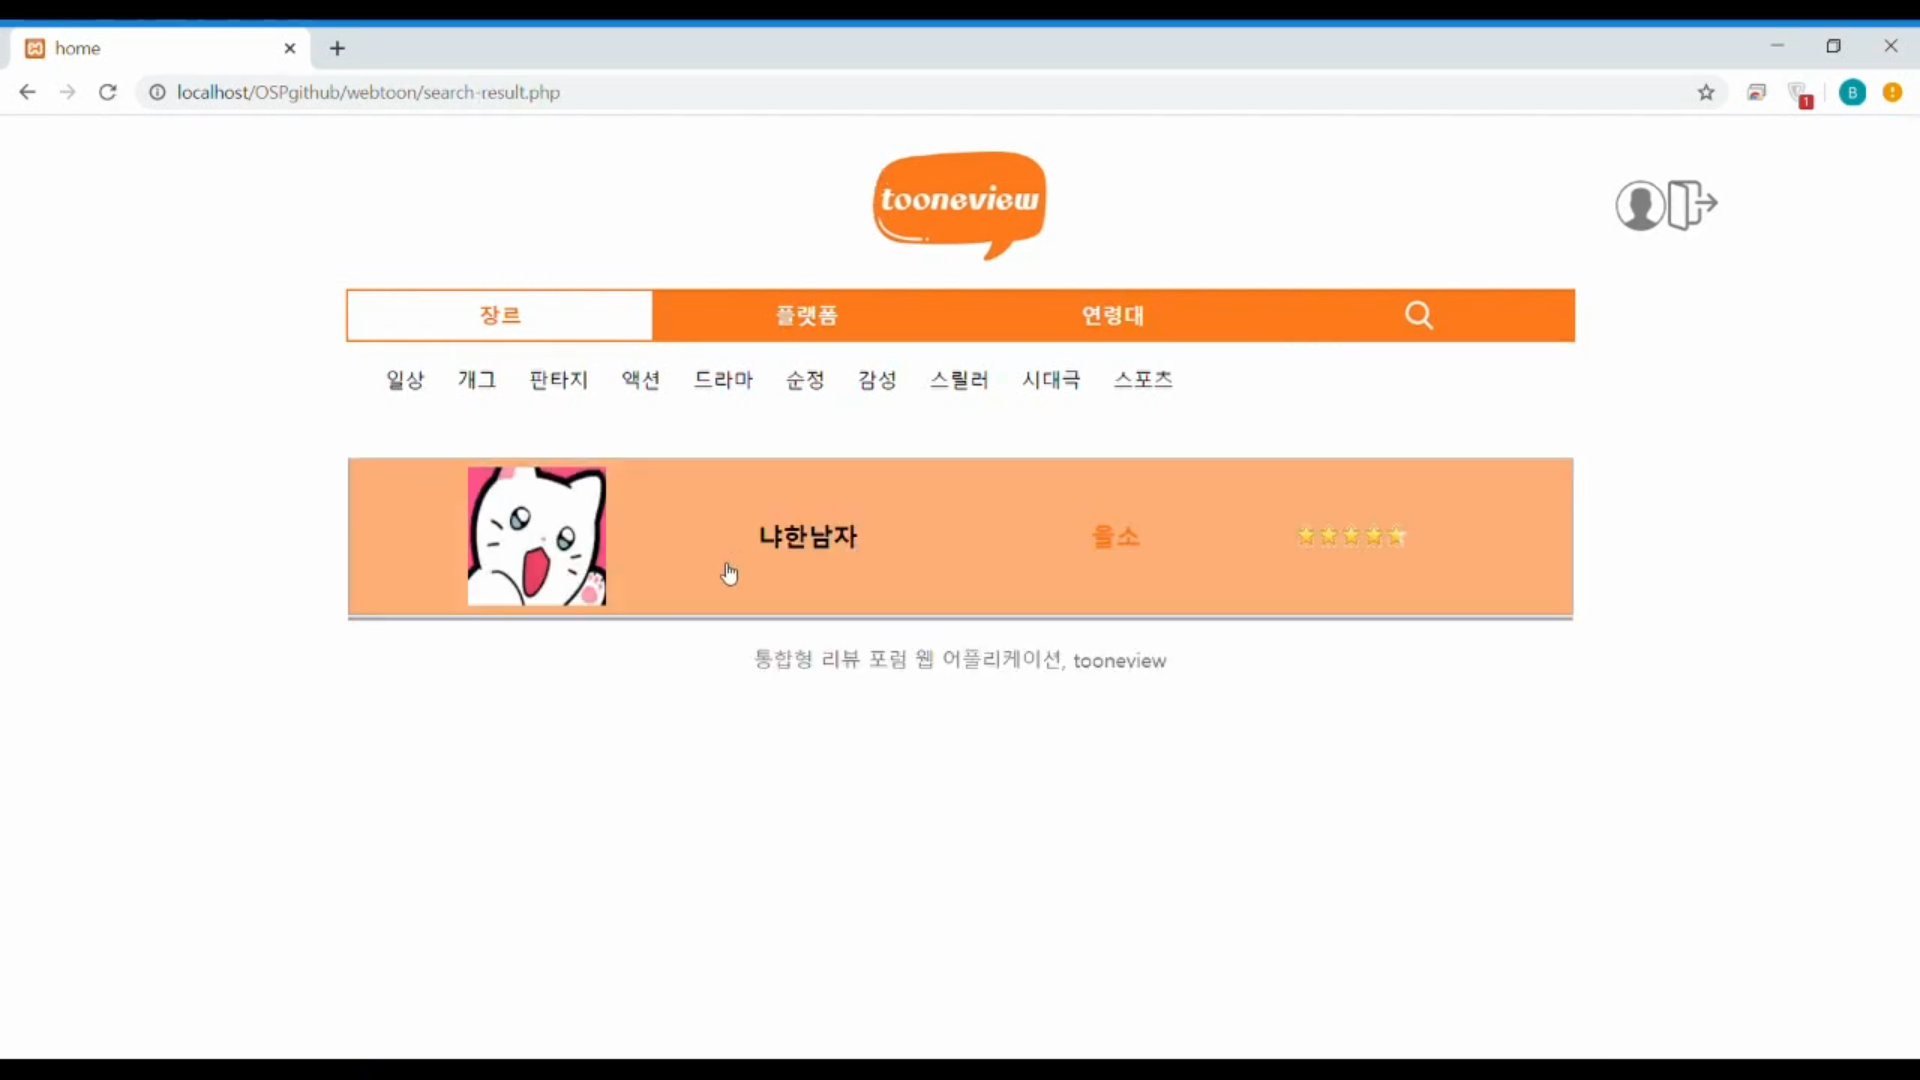 home
localhost/OSPgithub/webtoon/search-result.php
1
B
tooneview
장르 플랫폼 연령대
일상 개그 판타지 액션 드라마 순정 감성 스릴러 시대극 스포츠
냐한남자 올소
통합형 리뷰 포럼 웹 어플리케이션, tooneview